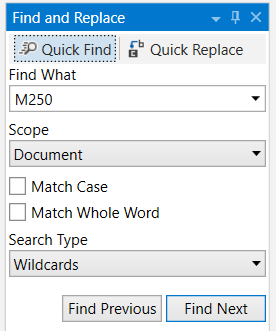 Find and Replace
Quick Find Quick Replace
Find What
M250
Scope
Document
Match Case
Match Whole Word
Search Type
Wildcards
Find Previous Find Next